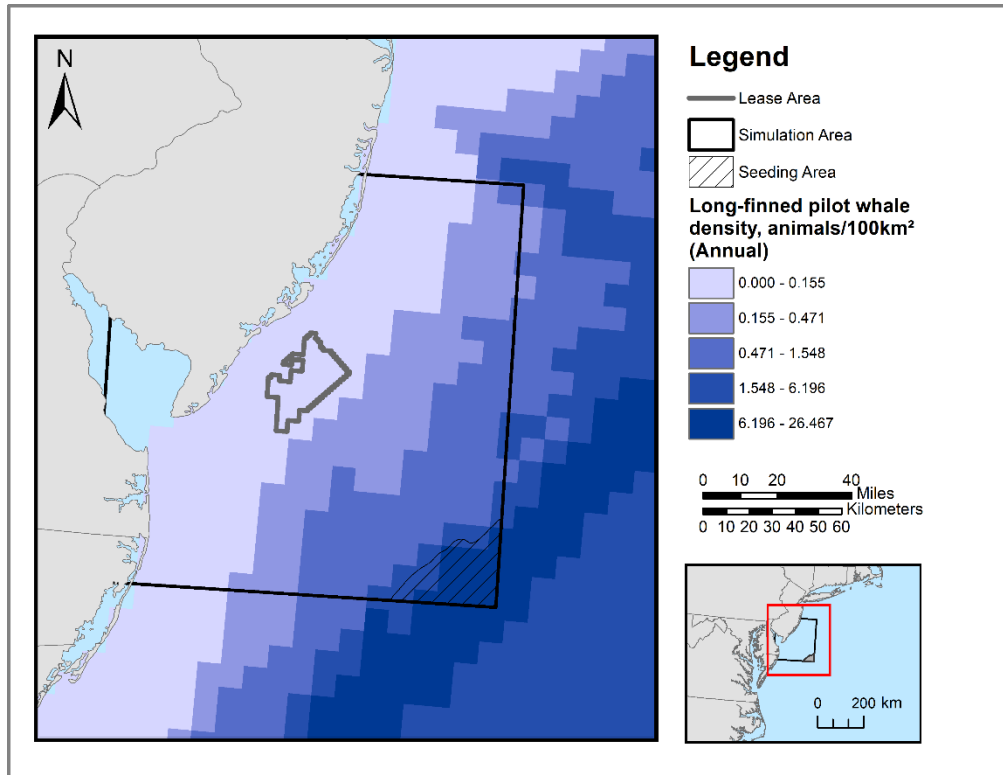 N
Legend
Lease Area
Simulation Area
Seeding Area
Long-finned pilot whale
density, animals/100km²
(Annual)
0.000 - 0.155
0.155 - 0.471
0.471 - 1.548
1.548 - 6.196
6.196 - 26.467
0 10 20 40
Miles
Kilometers
0 10 20 30 40 50 60
0 200 km